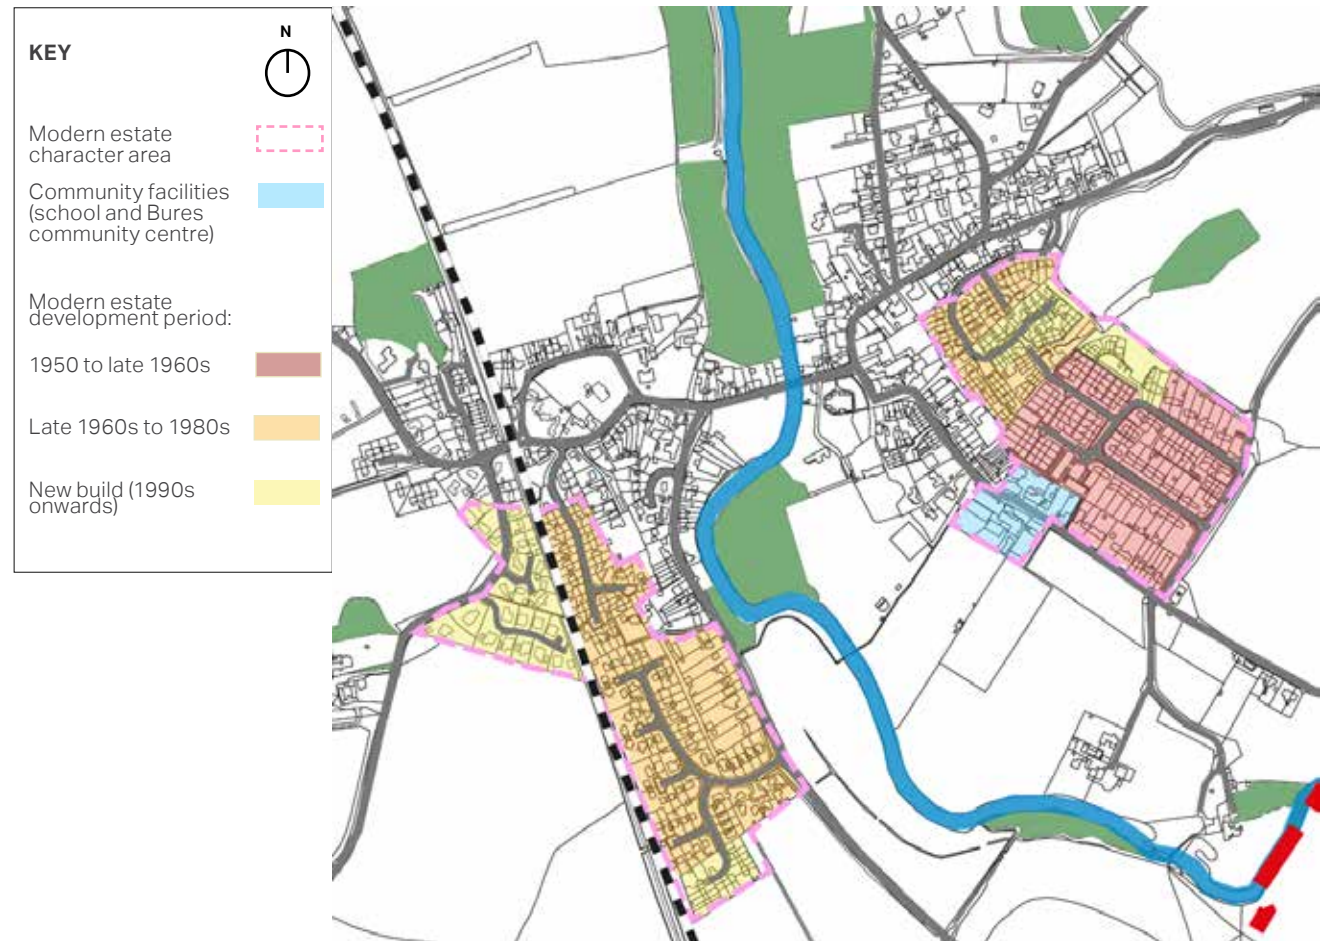 N
KEY
Modern estate
character area
Community facilities
(school and Bures
community centre)
Modern estate
development period:
1950 to late 1960s
Late 1960s to 1980s
New build (1990s
onwards)